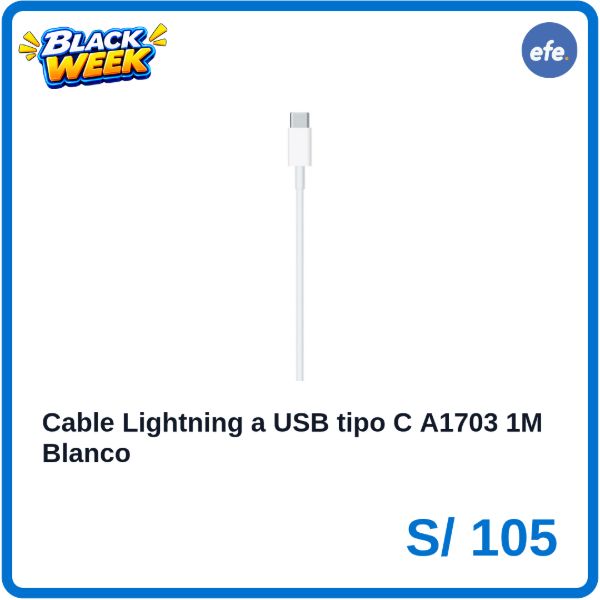 BLACK
WEEK
efe.
Cable Lightning a USB tipo C A1703 1M
Blanco
S/ 105